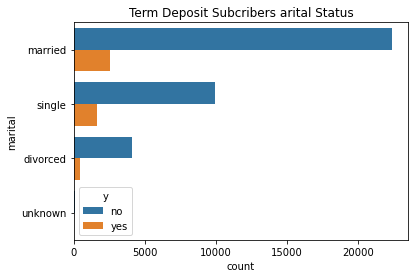 Term Deposit Subcribers arital Status
married
single
divorced
unknown
marital
y
no
yes
0
5000
10000
15000
20000
count